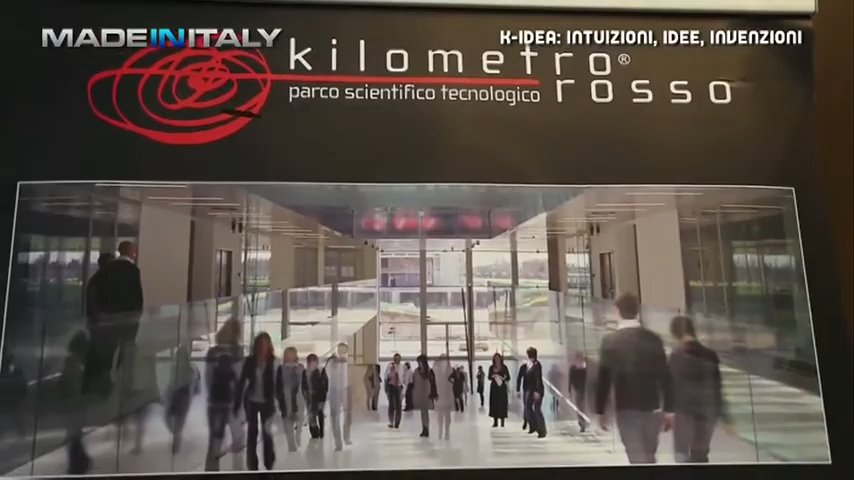 MADEINITALY
K-IDEA: INTUIZIONI, IDEE, INVENZIONI
kilometro®
rosso
parco scientifico tecnologico